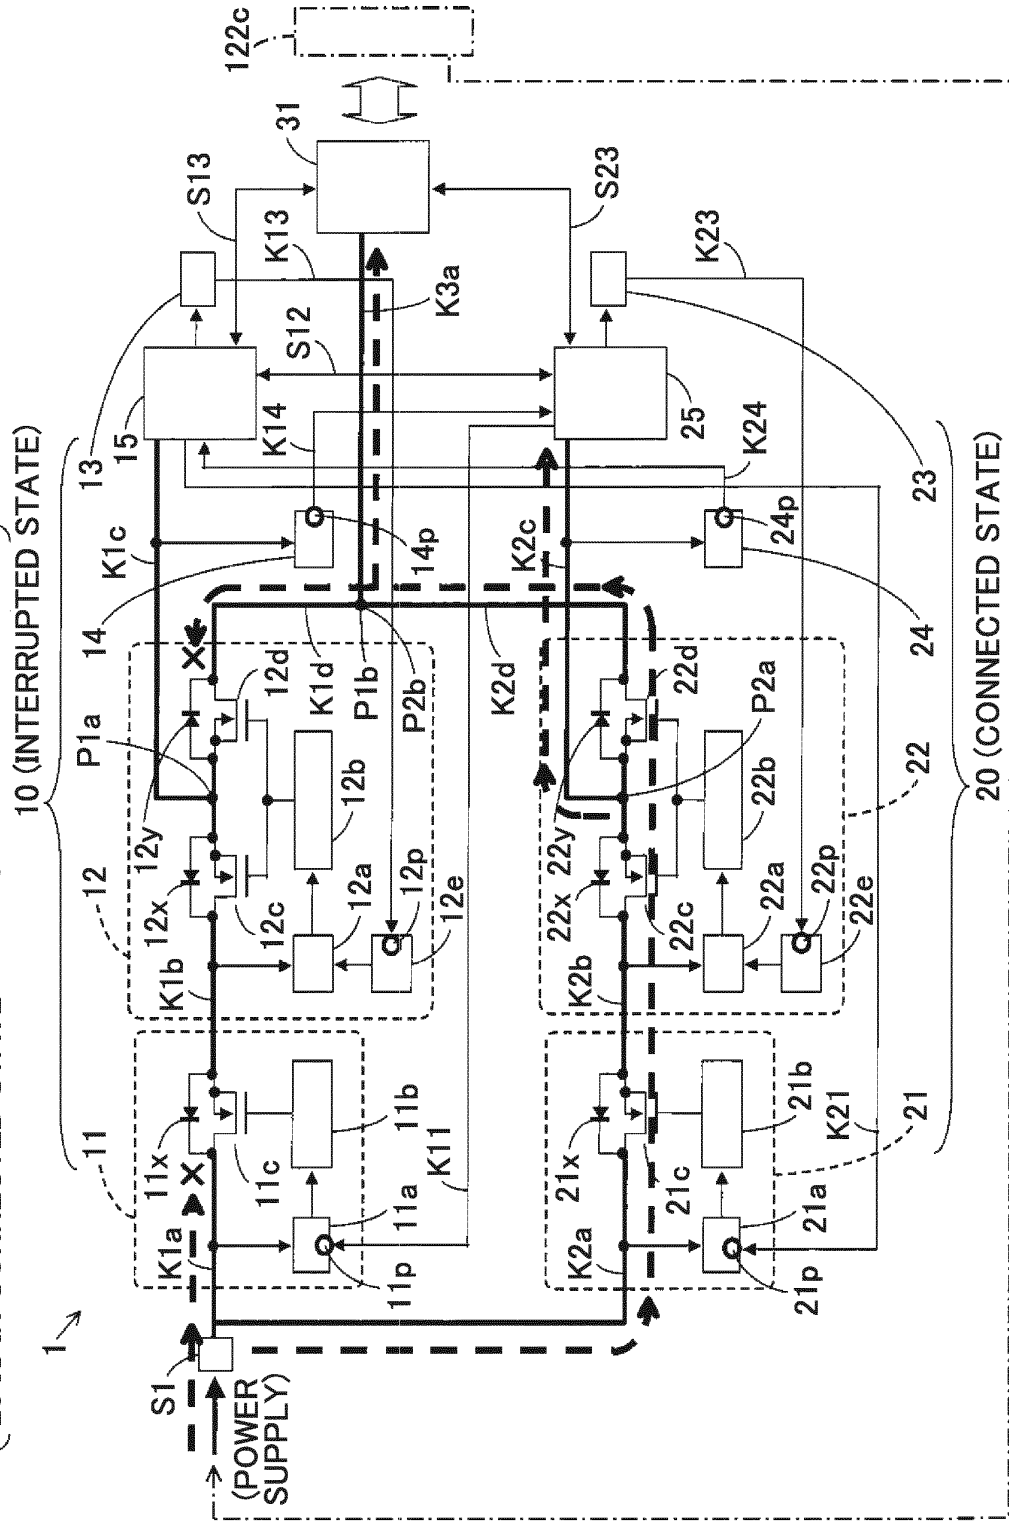 10 (INTERRUPTED STATE)
122c
31
S13
K13
K3a
S23
K23
S12
13
15
K14
25
K24
23
K1c
14
14p
K2c
24p
24
12
P1a
12d
K1d
P1b
P2b
K2d
22d
P2a
22
20 (CONNECTED STATE)
12y
12x
12c
12b
12a
12p
12e
22y
22x
22c
22b
22a
22p
22e
K1b
K2b
11
11x
11c
11b
11a
11p
K11
K1a
21x
21c
21b
21a
21p
K21
21
K2a
1
S1
(POWER
SUPPLY)